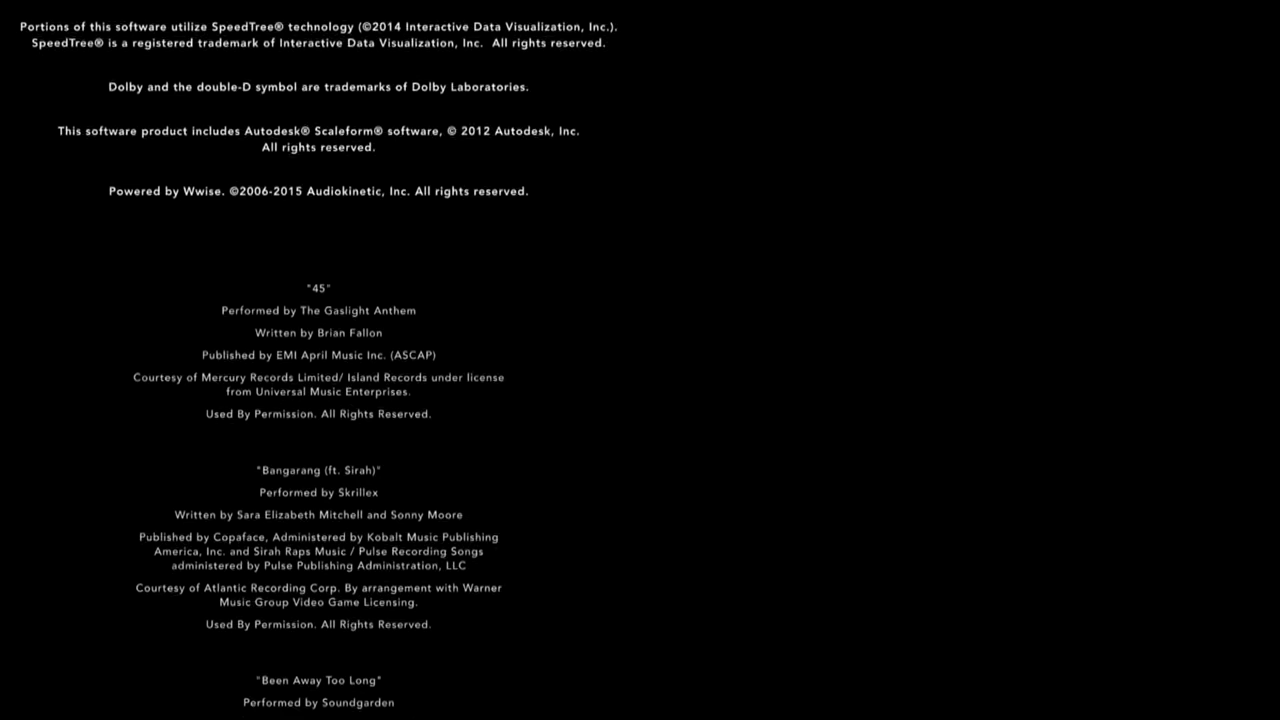 Portions of this software utilize SpeedTree® technology (©2014 Interactive Data Visualization, Inc.).
SpeedTree® is a registered trademark of Interactive Data Visualization, Inc.  All rights reserved.
Dolby and the double-D symbol are trademarks of Dolby Laboratories.
This software product includes Autodesk® Scaleform® software, © 2012 Autodesk, Inc.
All rights reserved.
Powered by Wwise. ©2006-2015 Audiokinetic, Inc. All rights reserved.
"45"
Performed by The Gaslight Anthem
Written by Brian Fallon
Published by EMI April Music Inc. (ASCAP)
Courtesy of Mercury Records Limited/ Island Records under license
from Universal Music Enterprises.
Used By Permission. All Rights Reserved.
"Bangarang (ft. Sirah)"
Performed by Skrillex
Written by Sara Elizabeth Mitchell and Sonny Moore
Published by Copaface, Administered by Kobalt Music Publishing
America, Inc. and Sirah Raps Music / Pulse Recording Songs
administered by Pulse Publishing Administration, LLC
Courtesy of Atlantic Recording Corp. By arrangement with Warner
Music Group Video Game Licensing.
Used By Permission. All Rights Reserved.
"Been Away Too Long"
Performed by Soundgarden